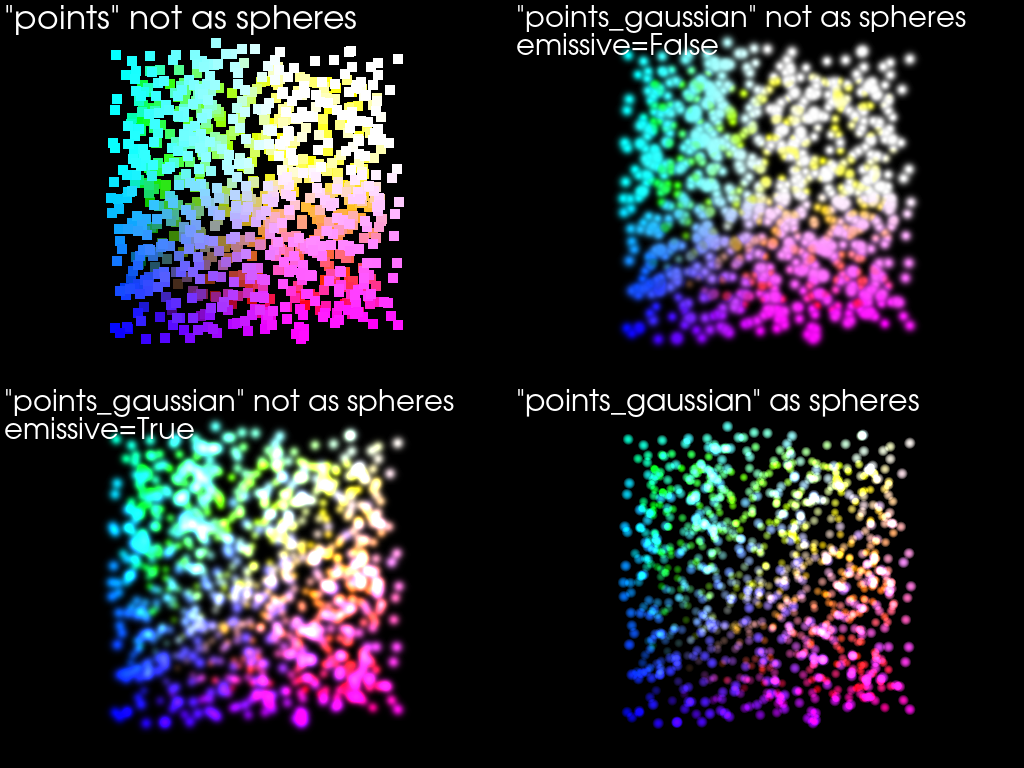 "points" not as spheres
"points_gaussian" not as spheres
emissive=False
"points_gaussian" not as spheres
emissive=True
"points_gaussian" as spheres